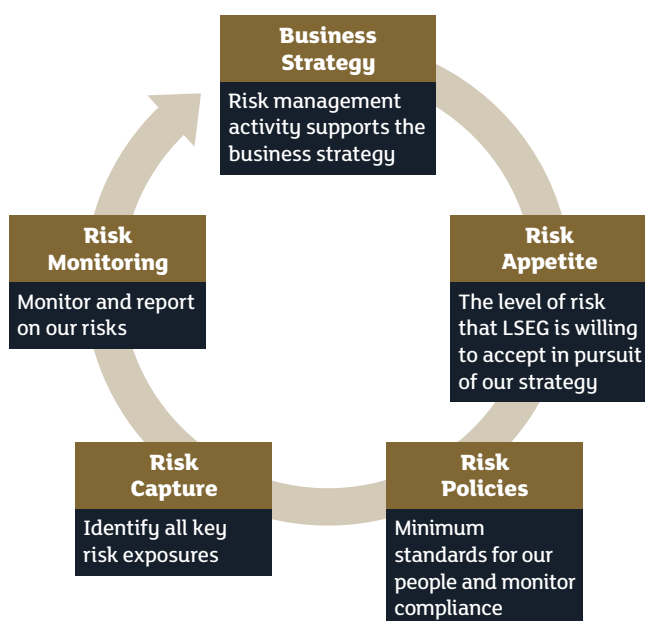 Business
Strategy
Risk management
activity supports the
business strategy
Risk
Appetite
The level of risk
that LSEG is willing
to accept in pursuit
of our strategy
Risk
Policies
Minimum
standards for our
people and monitor
compliance
Risk
Capture
Identify all key
risk exposures
Risk
Monitoring
Monitor and report
on our risks